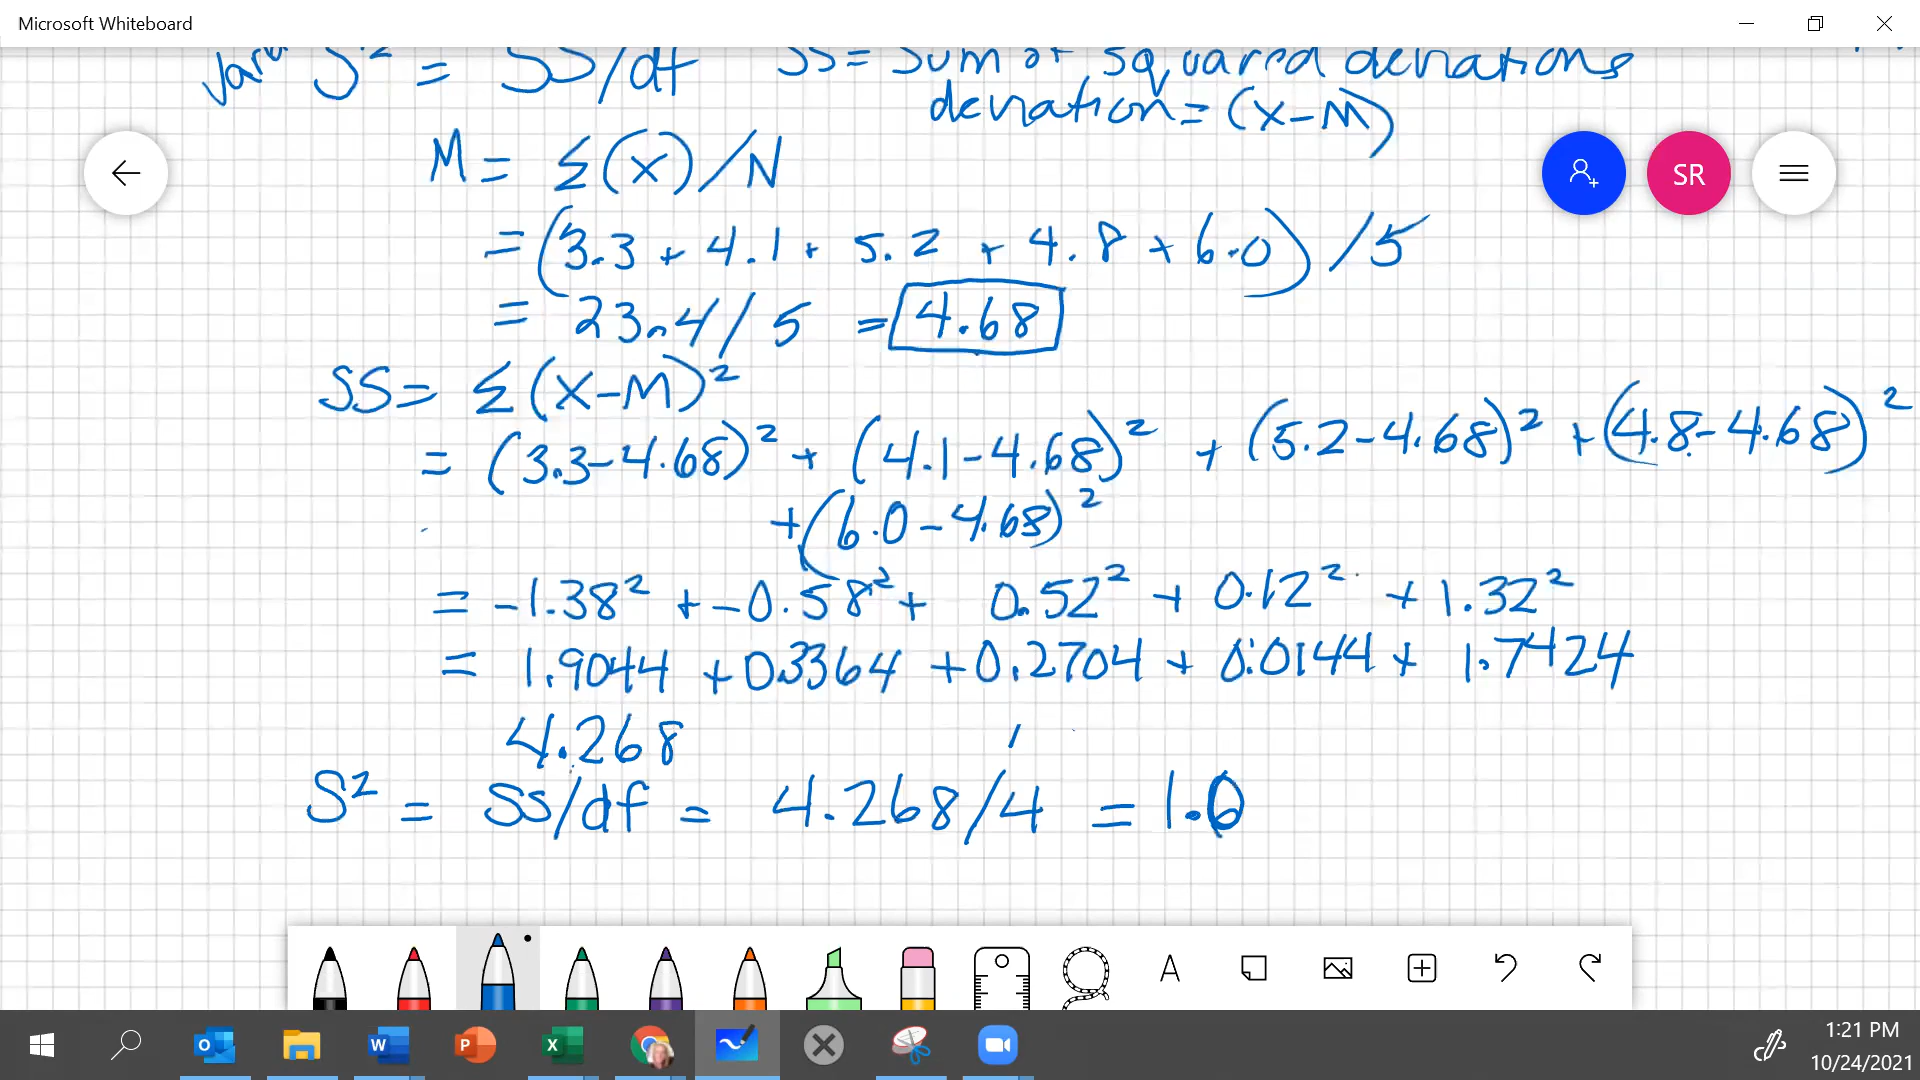 Microsoft Whiteboard
S² = SS/df SS = Sum of squared deviations
deviation = (X-M)
M = Σ(X)/N
SR
= (3.3 + 4.1 + 5.2 + 4.8 + 6.0) /5
= 23.4/5 = 4.68
SS = Σ(X-M)²
= (3.3-4.68)² + (4.1-4.68)² + (5.2-4.68)² + (4.8-4.68)²
+ (6.0-4.68)²
= -1.38² + -0.58² + 0.52² + 0.12² + 1.32²
= 1.9044 + 0.3364 + 0.2704 + 0.0144 + 1.7424
4.268
S² = SS/df = 4.268/4 = 1.0
1:21 PM
10/24/2021